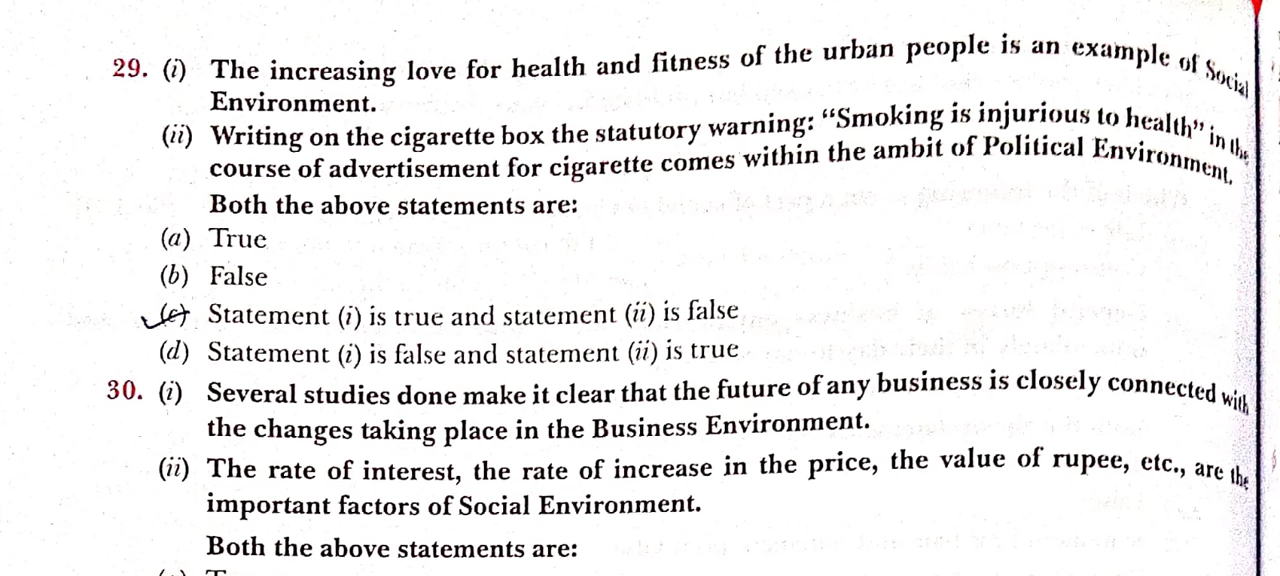 29. (i) The increasing love for health and fitness of the urban people is an example of Social
Environment.
(ii) Writing on the cigarette box the statutory warning: “Smoking is injurious to health” in the
course of advertisement for cigarette comes within the ambit of Political Environment.
Both the above statements are:
(a) True
(b) False
(c) Statement (i) is true and statement (ii) is false
(d) Statement (i) is false and statement (ii) is true
30. (i) Several studies done make it clear that the future of any business is closely connected with
the changes taking place in the Business Environment.
(ii) The rate of interest, the rate of increase in the price, the value of rupee, etc., are the
important factors of Social Environment.
Both the above statements are: